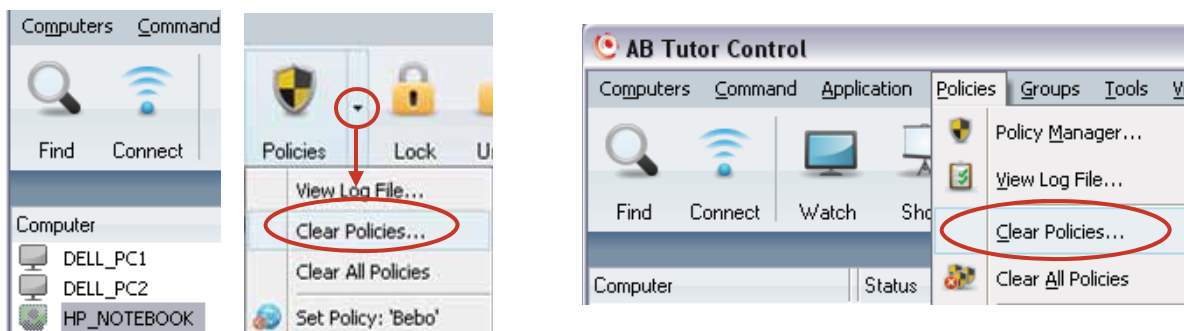 Computers Command
Find Connect
Computer
DELL_PC1
DELL_PC2
HP_NOTEBOOK
Policies Lock
View Log File...
Clear Policies...
Clear All Policies
Set Policy: 'Bebo'
AB Tutor Control
Computers Command Application Policies Groups Tools
Policy Manager...
View Log File...
Find Connect Watch
Clear Policies...
Computer Status
Clear All Policies